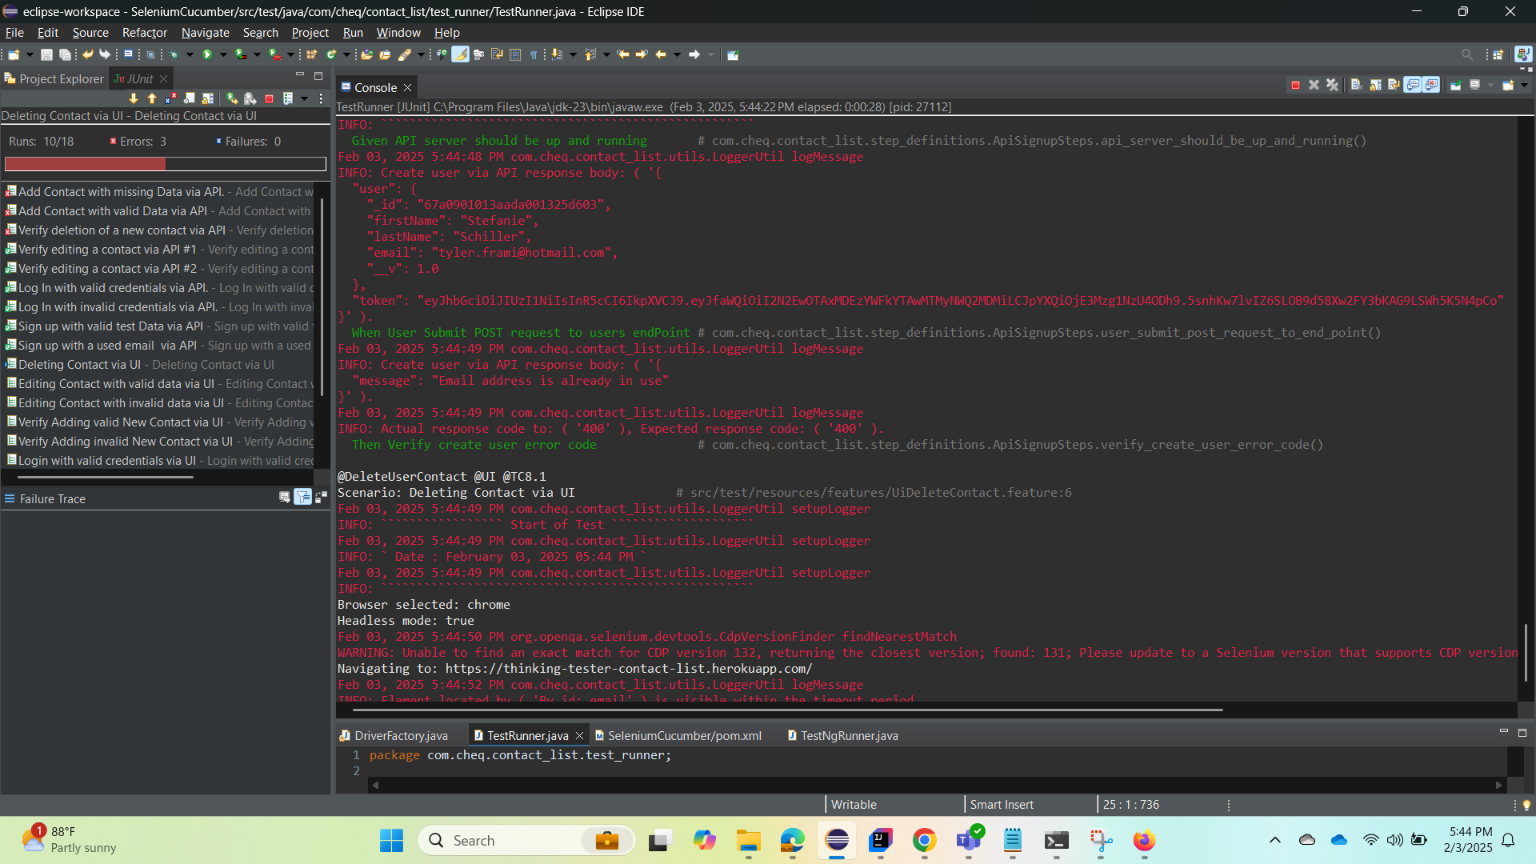 eclipse-workspace - SeleniumCucumber/src/test/java/com/cheq/contact_list/test_runner/TestRunner.java - Eclipse IDE
File Edit Source Refactor Navigate Search Project Run Window Help
Project Explorer JUnit
Deleting Contact via UI - Deleting Contact via UI
Runs: 10/18 Errors: 3 Failures: 0
Add Contact with missing Data via API. - Add Contact w
Add Contact with valid Data via API - Add Contact with
Verify deletion of a new contact via API - Verify deletion
Verify editing a contact via API #1 - Verify editing a cont
Verify editing a contact via API #2 - Verify editing a cont
Log In with valid credentials via API. - Log In with valid c
Log In with invalid credentials via API. - Log In with inva
Sign up with valid test Data via API - Sign up with valid
Sign up with a used email  via API - Sign up with a used
Deleting Contact via UI - Deleting Contact via UI
Editing Contact with valid data via UI - Editing Contact
Editing Contact with invalid data via UI - Editing Contac
Verify Adding valid New Contact via UI - Verify Adding
Verify Adding invalid New Contact via UI - Verify Adding
Login with valid credentials via UI - Login with valid cre
Failure Trace
Console
TestRunner [JUnit] C:\Program Files\Java\jdk-23\bin\javaw.exe (Feb 3, 2025, 5:44:22 PM elapsed: 0:00:28) [pid: 27112]
INFO: ````````````````````````````````````````````````````
Given API server should be up and running # com.cheq.contact_list.step_definitions.ApiSignupSteps.api_server_should_be_up_and_running()
Feb 03, 2025 5:44:48 PM com.cheq.contact_list.utils.LoggerUtil logMessage
INFO: Create user via API response body: ( '{
"user": {
"_id": "67a0901013aada001325d603",
"firstName": "Stefanie",
"lastName": "Schiller",
"email": "tyler.frami@hotmail.com",
"__v": 1.0
},
"token": "eyJhbGciOiJIUzI1NiIsInR5cCI6IkpXVCJ9.eyJfaWQiOiI2N2EwOTAxMDEzYWFkYTAwMTMyNWQ2MDMiLCJpYXQiOjE3Mzg1NzU4ODh9.5snhKw7lvIZ6SLOB9d58Xw2FY3bKAG9LSWh5K5N4pCo"
}' ).
When User Submit POST request to users endPoint # com.cheq.contact_list.step_definitions.ApiSignupSteps.user_submit_post_request_to_end_point()
Feb 03, 2025 5:44:49 PM com.cheq.contact_list.utils.LoggerUtil logMessage
INFO: Create user via API response body: ( '{
"message": "Email address is already in use"
}' ).
Feb 03, 2025 5:44:49 PM com.cheq.contact_list.utils.LoggerUtil logMessage
INFO: Actual response code to: ( '400' ), Expected response code: ( '400' ).
Then Verify create user error code # com.cheq.contact_list.step_definitions.ApiSignupSteps.verify_create_user_error_code()
@DeleteUserContact @UI @TC8.1
Scenario: Deleting Contact via UI # src/test/resources/features/UiDeleteContact.feature:6
Feb 03, 2025 5:44:49 PM com.cheq.contact_list.utils.LoggerUtil setupLogger
INFO: ````````````````` Start of Test ````````````````````
Feb 03, 2025 5:44:49 PM com.cheq.contact_list.utils.LoggerUtil setupLogger
INFO: ` Date : February 03, 2025 05:44 PM `
Feb 03, 2025 5:44:49 PM com.cheq.contact_list.utils.LoggerUtil setupLogger
INFO: ````````````````````````````````````````````````````
Browser selected: chrome
Headless mode: true
Feb 03, 2025 5:44:50 PM org.openqa.selenium.devtools.CdpVersionFinder findNearestMatch
WARNING: Unable to find an exact match for CDP version 132, returning the closest version; found: 131; Please update to a Selenium version that supports CDP version
Navigating to: https://thinking-tester-contact-list.herokuapp.com/
Feb 03, 2025 5:44:52 PM com.cheq.contact_list.utils.LoggerUtil logMessage
INFO: Element located by ( 'By.id: email' ) is visible within the timeout period
DriverFactory.java TestRunner.java SeleniumCucumber/pom.xml TestNgRunner.java
1 package com.cheq.contact_list.test_runner;
2
Writable Smart Insert 25 : 1 : 736
1
88°F
Partly sunny
Search
5:44 PM
2/3/2025